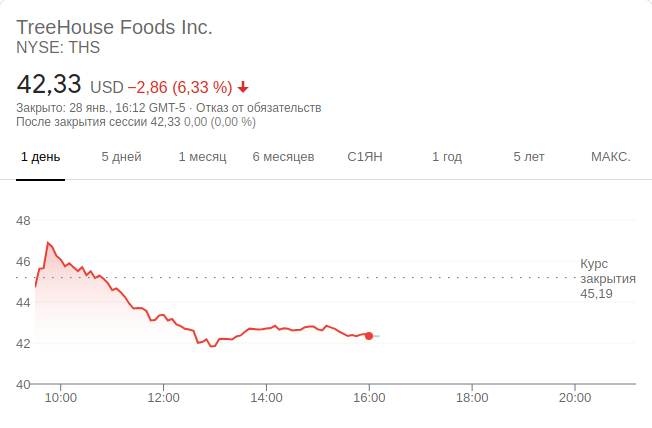 TreeHouse Foods Inc.
NYSE: THS
42,33 USD −2,86 (6,33 %)
Закрыто: 28 янв., 16:12 GMT-5 · Отказ от обязательств
После закрытия сессии 42,33 0,00 (0,00 %)
1 день 5 дней 1 месяц 6 месяцев С1ЯН 1 год 5 лет МАКС.
48
46
44
42
40
Курс
закрытия
45,19
10:00 12:00 14:00 16:00 18:00 20:00